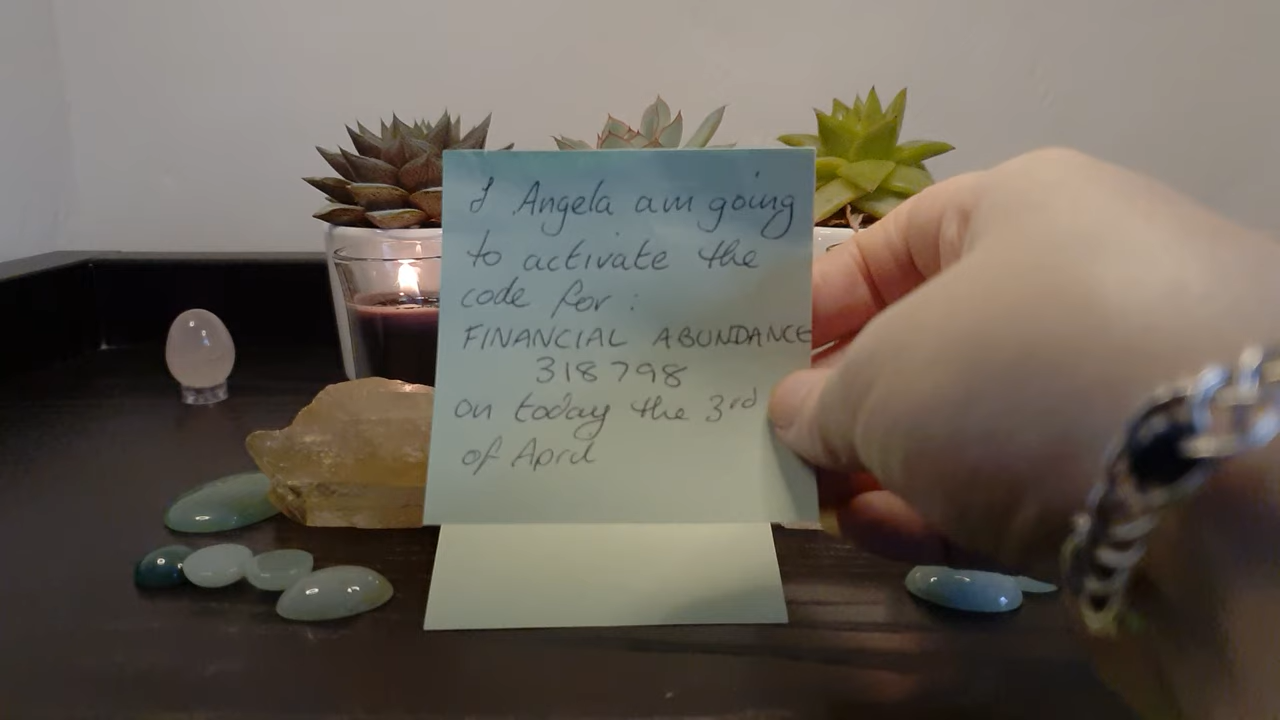 I Angela am going
to activate the
code for :
FINANCIAL ABUNDANCE
318798
on today the 3rd
of April